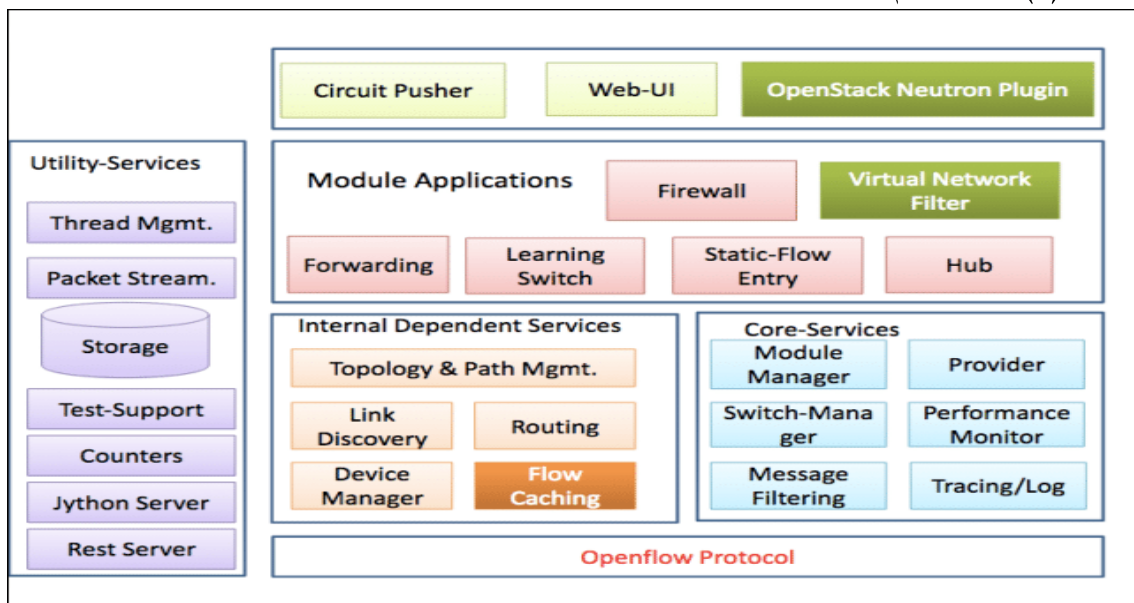 Circuit Pusher
Web-UI
OpenStack Neutron Plugin
Utility-Services
Thread Mgmt.
Packet Stream.
Storage
Test-Support
Counters
Jython Server
Rest Server
Module Applications
Firewall
Virtual Network
Filter
Forwarding
Learning
Switch
Static-Flow
Entry
Hub
Internal Dependent Services
Topology & Path Mgmt.
Link
Discovery
Routing
Device
Manager
Flow
Caching
Core-Services
Module
Manager
Provider
Switch-Mana
ger
Performance
Monitor
Message
Filtering
Tracing/Log
Openflow Protocol